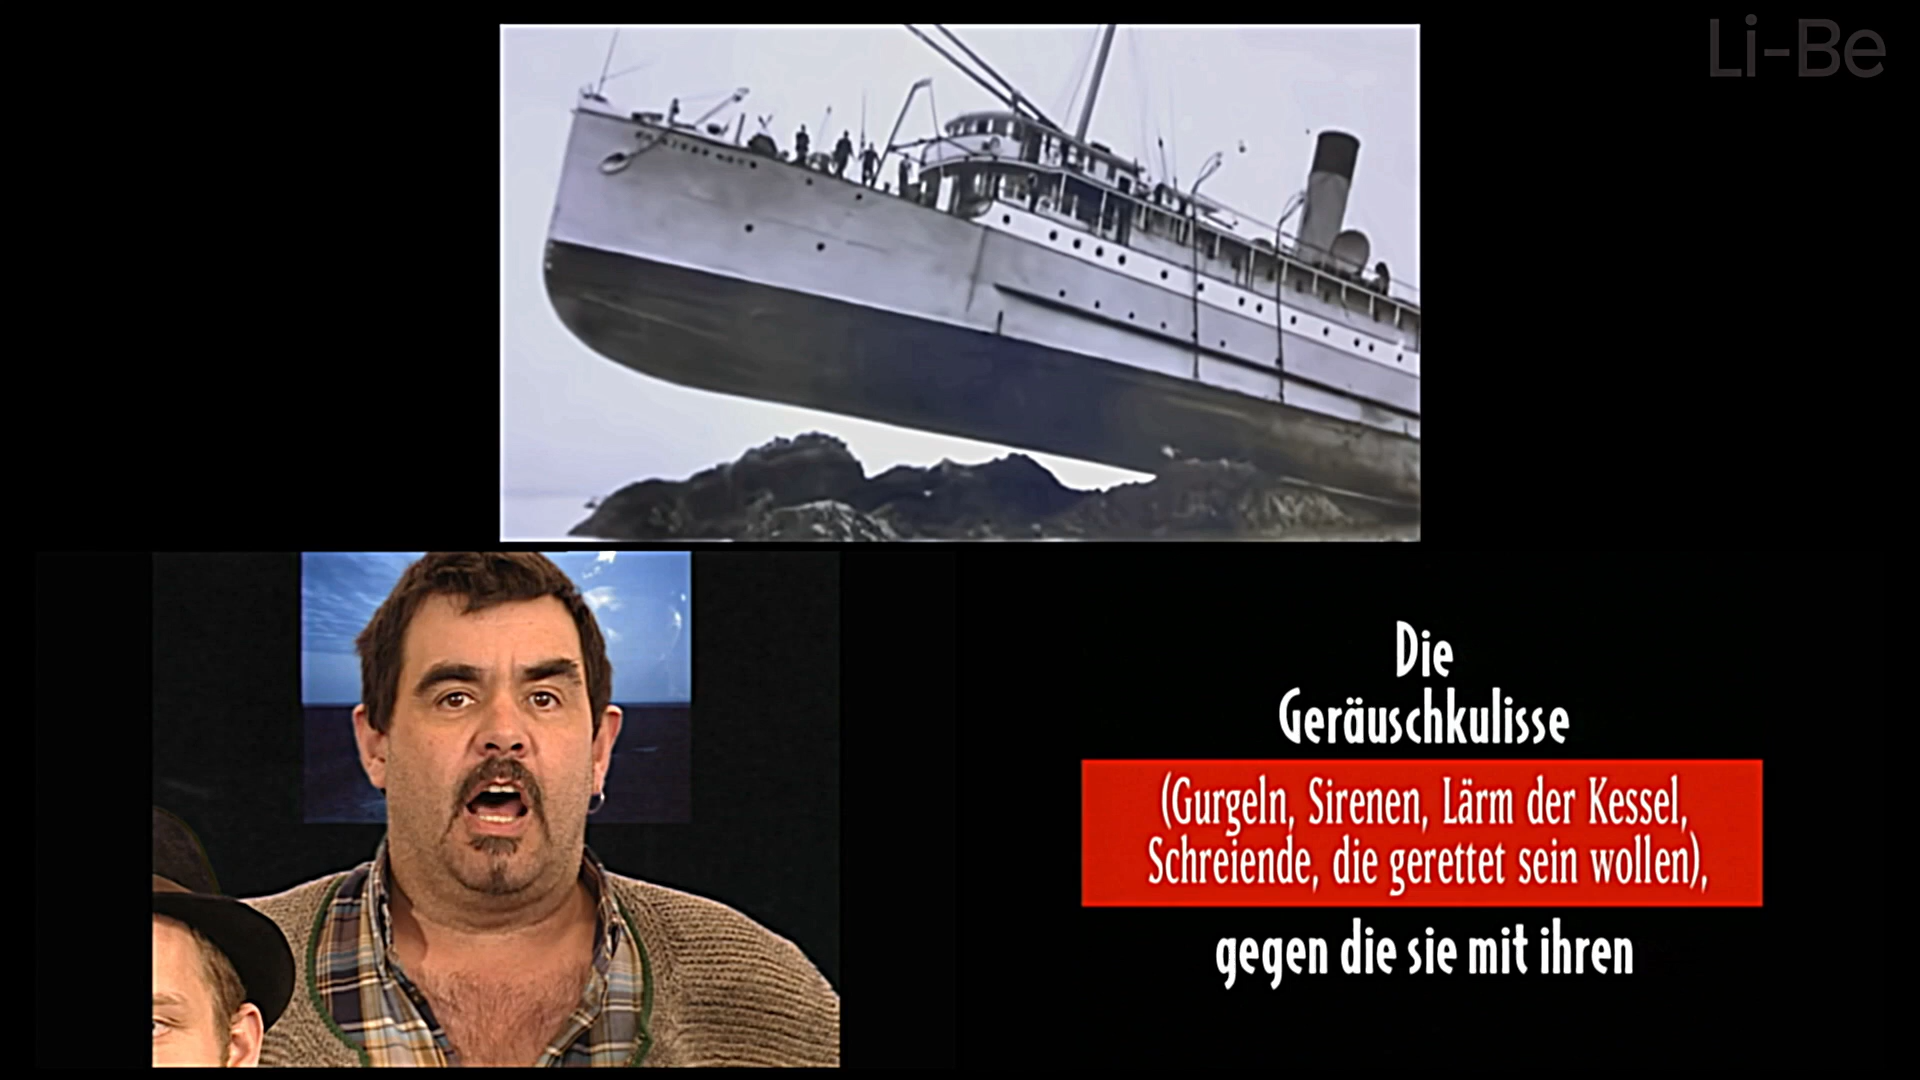 Li-Be
Die
Geräuschkulisse
(Gurgeln, Sirenen, Lärm der Kessel,
Schreiende, die gerettet sein wollen),
gegen die sie mit ihren